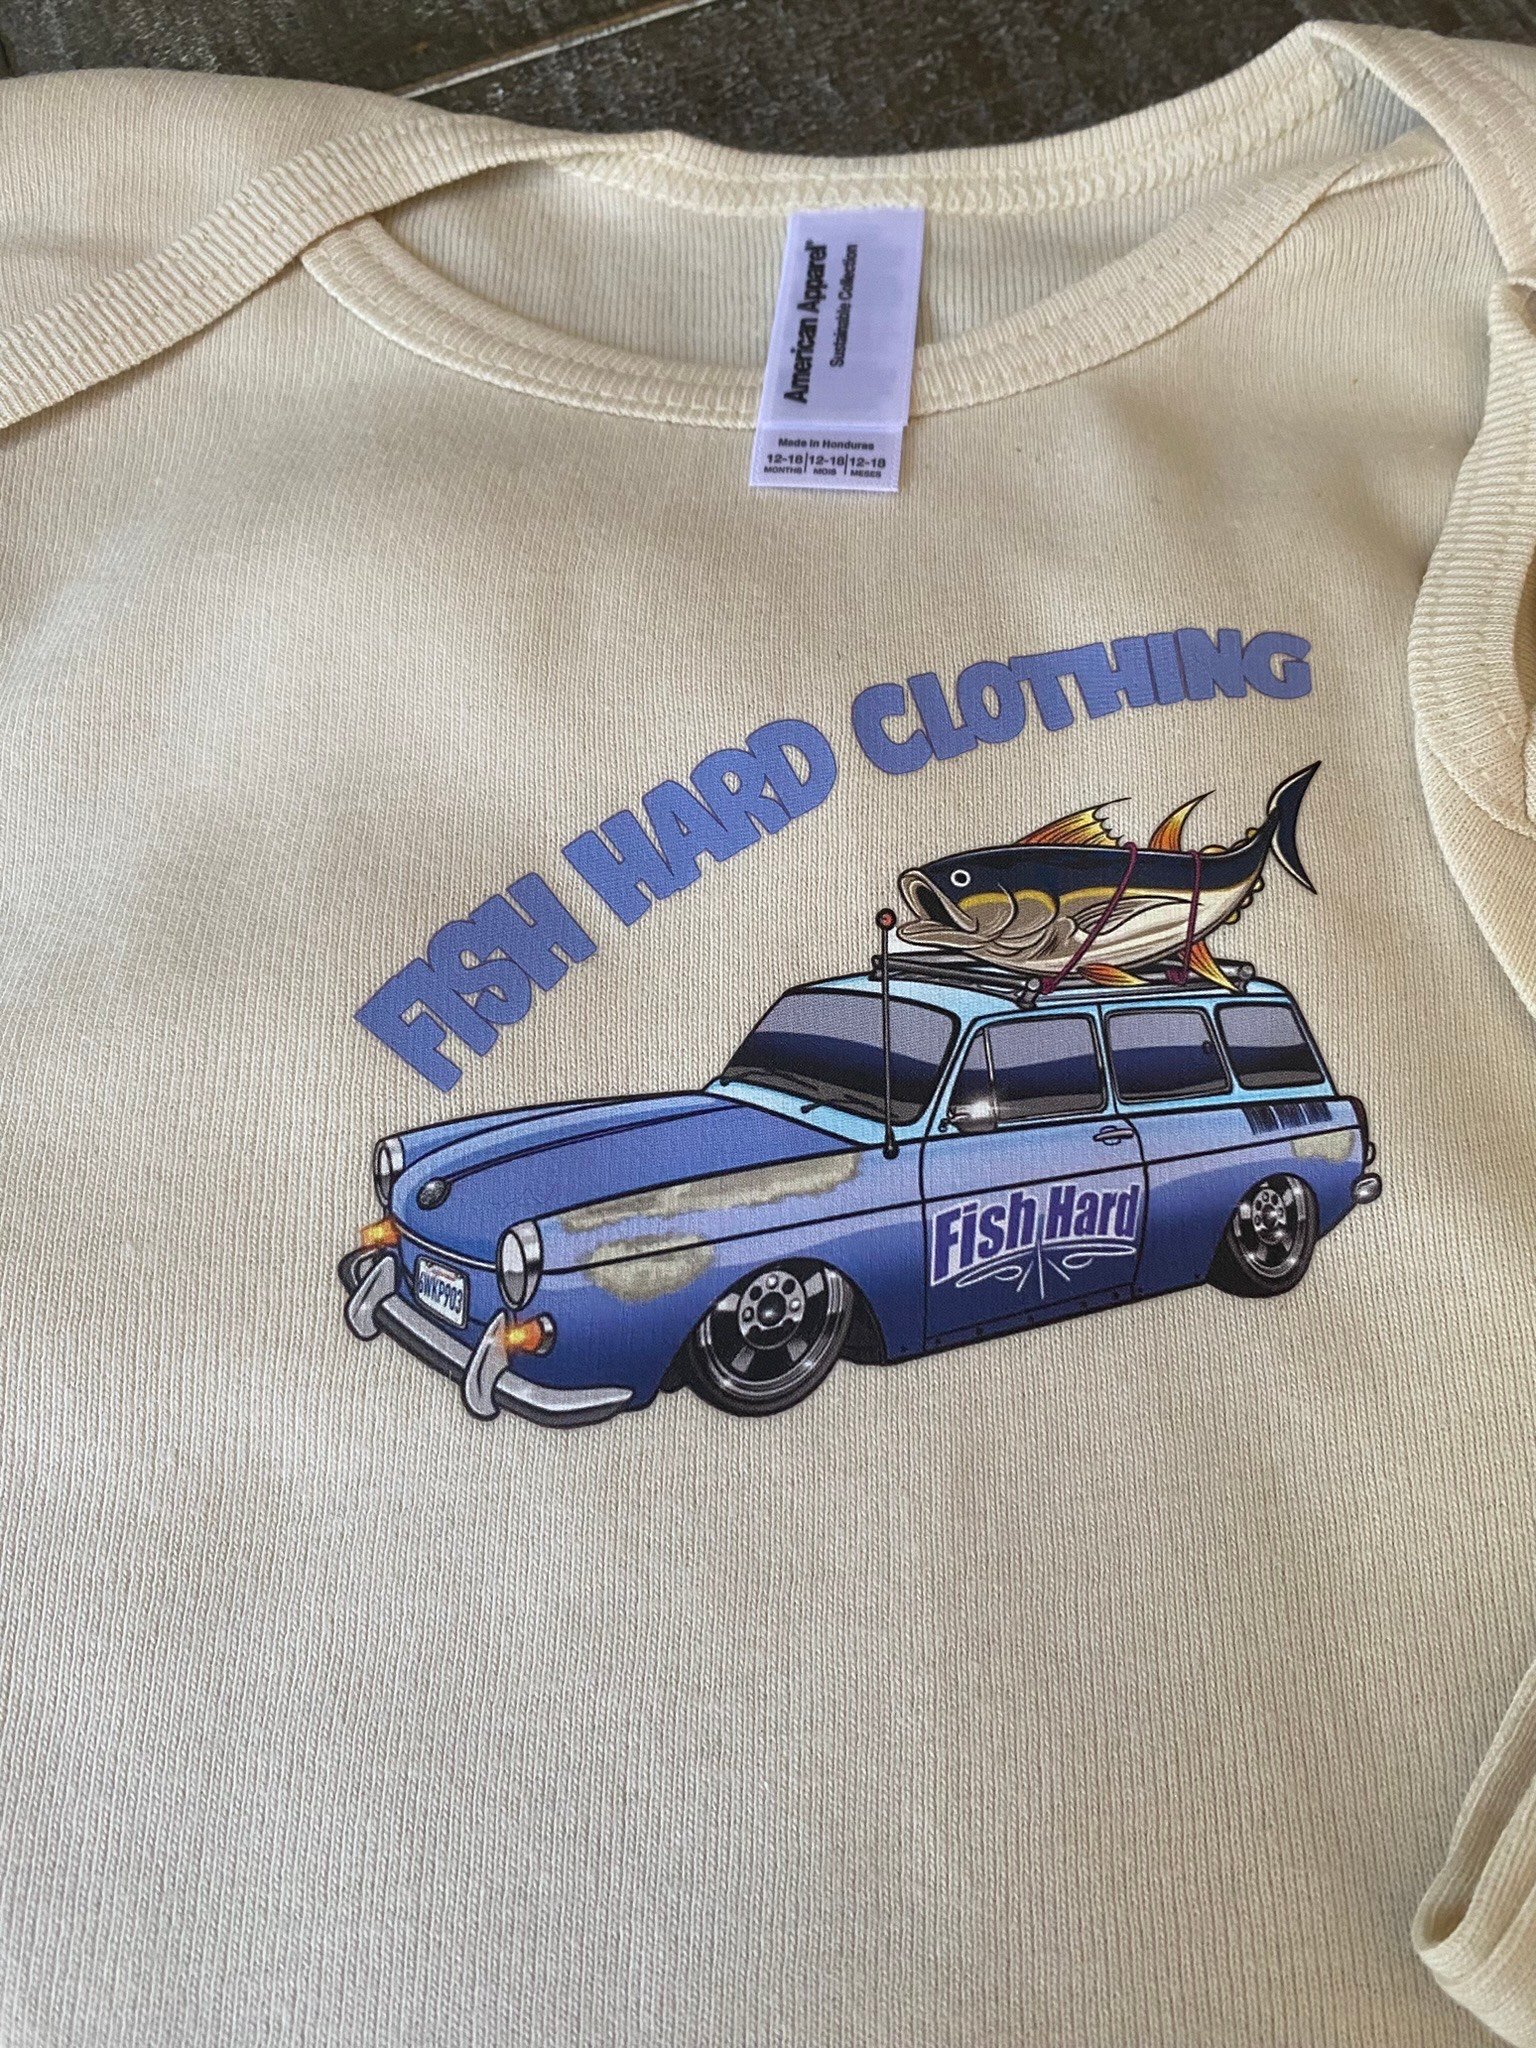 American Apparel®
Sustainable Collection
Made in Honduras
12-18 | 12-18 | 12-18
MONTHS MOIS MESES
FISH HARD CLOTHING
Fish Hard
6WKP903